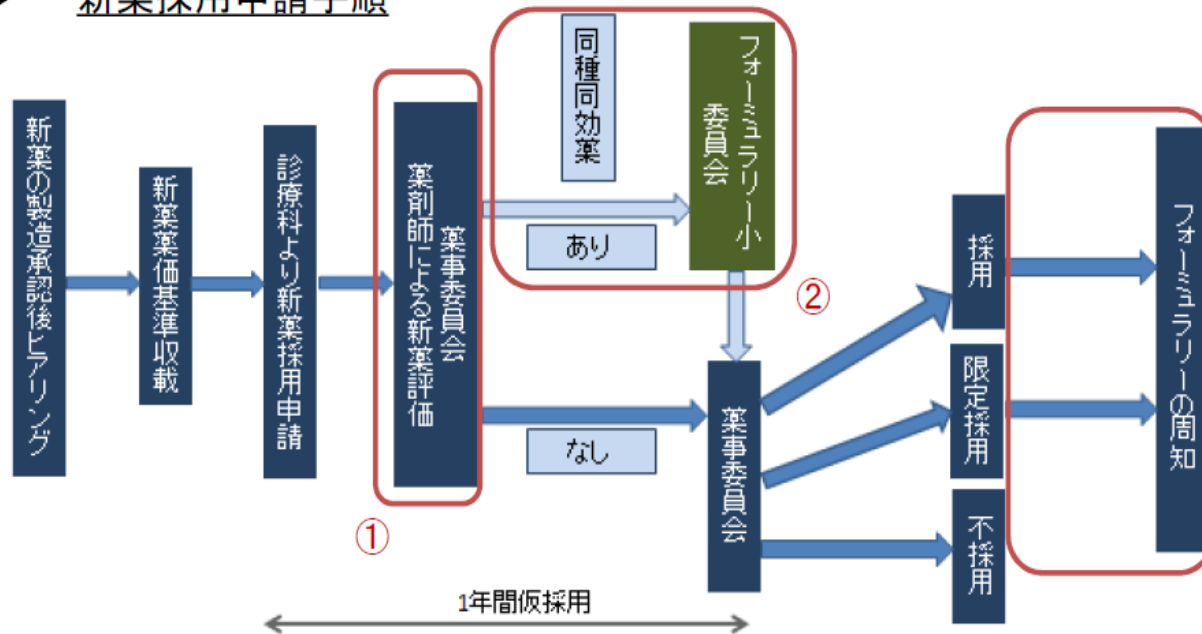 新薬採用申請手順
新薬の製造承認後ヒアリング
新薬薬価基準収載
診療科より新薬採用申請
薬事委員会
薬剤師による新薬評価
①
同種同効薬
あり
なし
フォーミュラリー小
委員会
②
薬事委員会
採用
限定採用
不採用
フォーミュラリーの周知
1年間仮採用